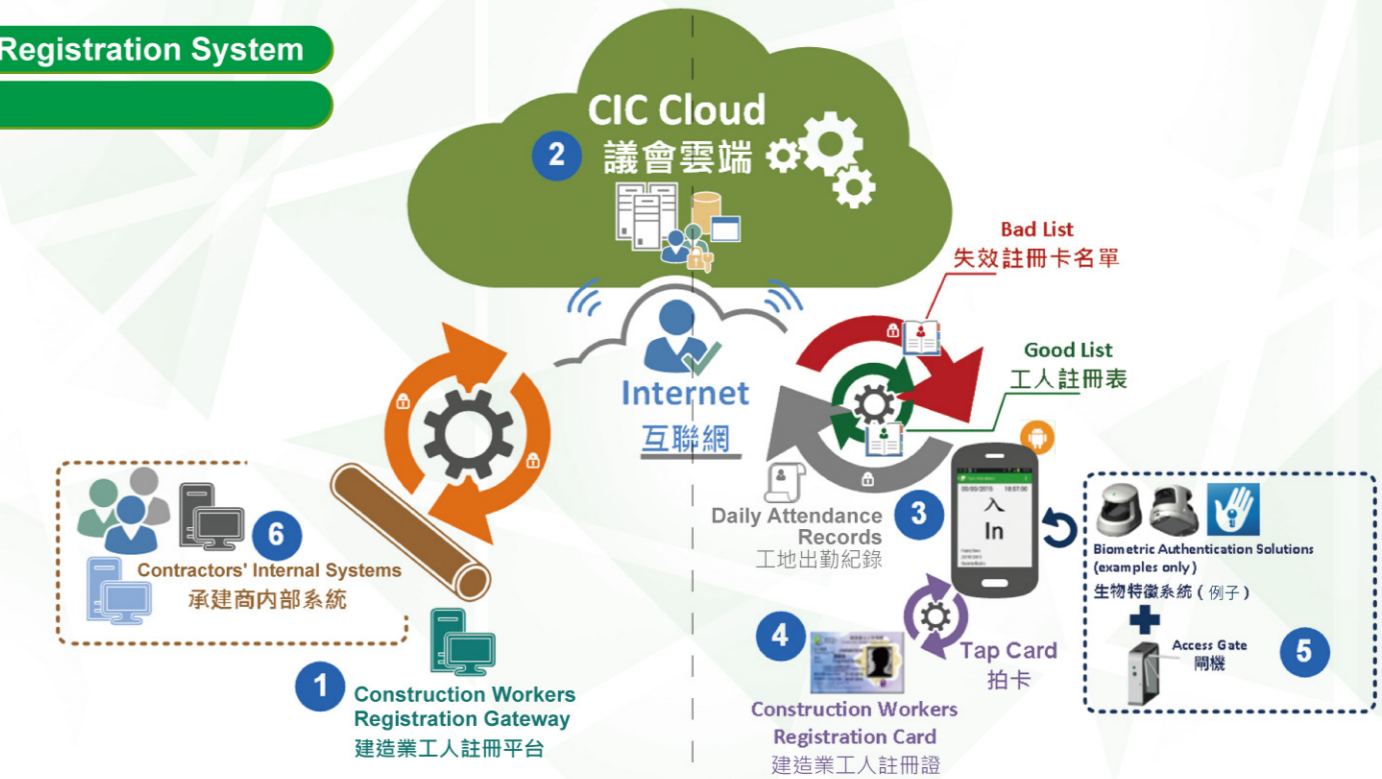 Registration System
CIC Cloud
2
議會雲端
Bad List
失效註冊卡名單
Good List
工人註冊表
Internet
互聯網
Daily Attendance
Records
工地出勤紀錄
3
入
In
Biometric Authentication Solutions
(examples only)
生物特徵系統 ( 例子 )
Access Gate
閘機
5
6
Contractors' Internal Systems
承建商内部系統
1
Construction Workers
Registration Gateway
建造業工人註冊平台
4
Tap Card
拍卡
Construction Workers
Registration Card
建造業工人註冊證